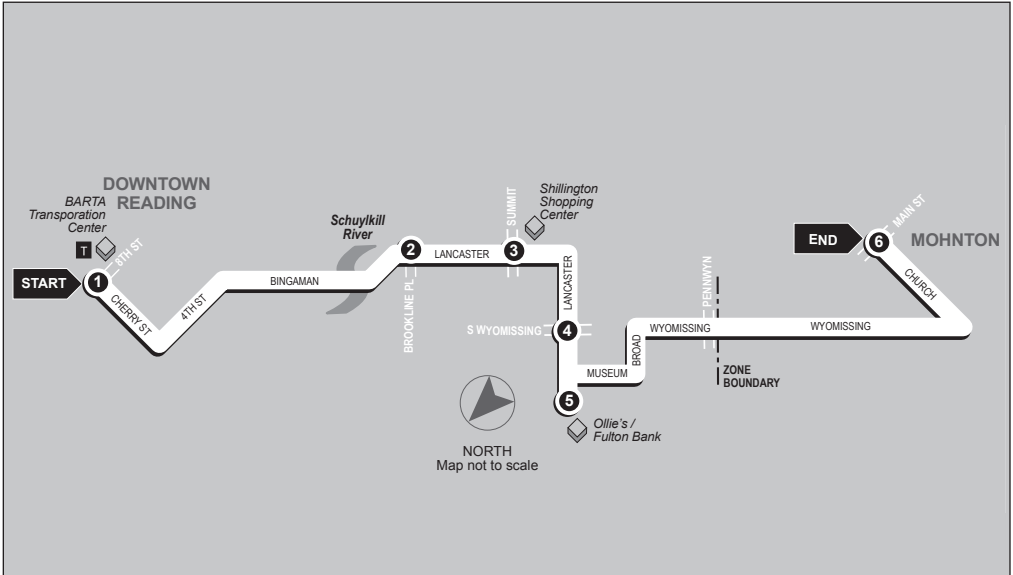 DOWNTOWN
READING
BARTA
Transporation
Center
T
8TH ST
START
1
CHERRY ST
4TH ST
BINGAMAN
Schuylkill
River
2
BROOKLINE PL
LANCASTER
SUMMIT
3
Shillington
Shopping
Center
LANCASTER
S WYOMISSING
4
MUSEUM
BROAD
5
Ollie's /
Fulton Bank
WYOMISSING
PENNWYN
ZONE
BOUNDARY
WYOMISSING
CHURCH
END
6
MAIN ST
MOHNTON
NORTH
Map not to scale